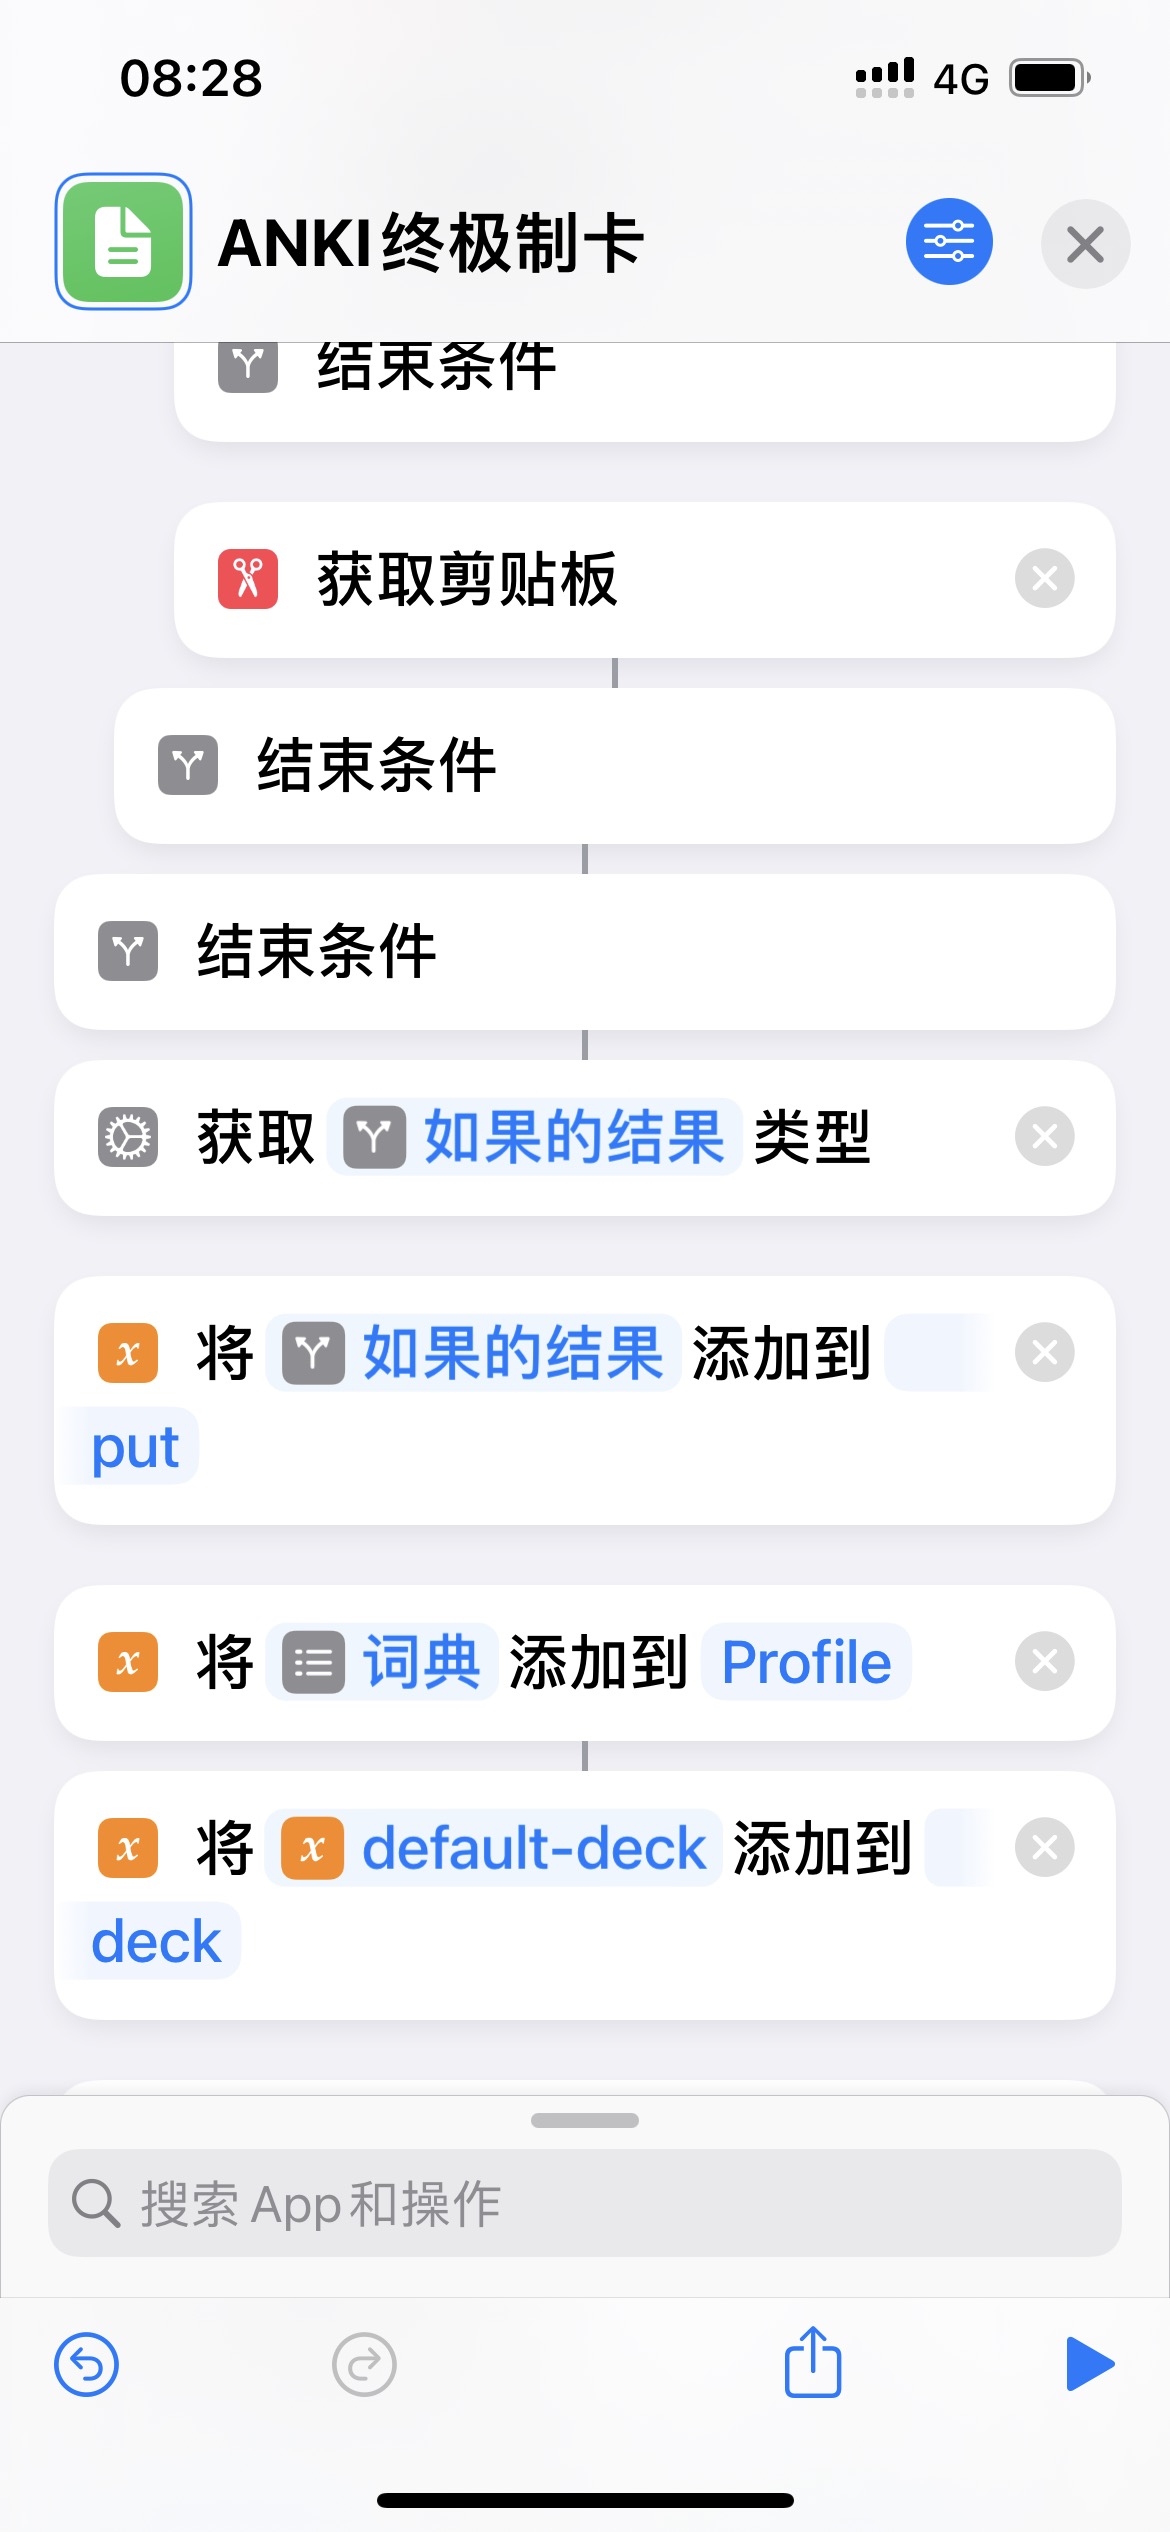 08:28
4G
ANKI终极制卡
结束条件
获取剪贴板
结束条件
结束条件
获取 如果的结果 类型
将 如果的结果 添加到
put
将 词典 添加到 Profile
将 default-deck 添加到
deck
搜索 App 和操作